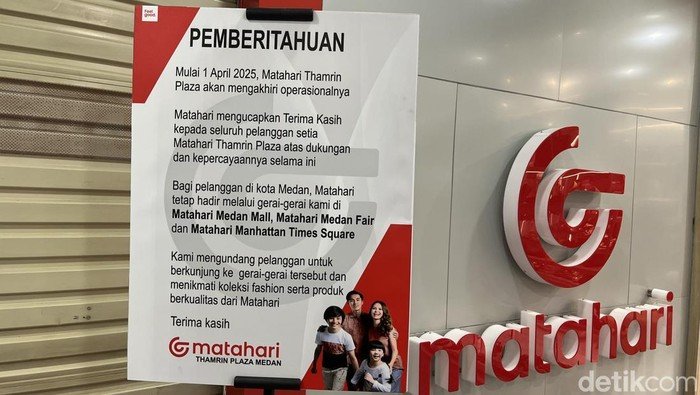 feel good
PEMBERITAHUAN
Mulai 1 April 2025, Matahari Thamrin
Plaza akan mengakhiri operasionalnya
Matahari mengucapkan Terima Kasih
kepada seluruh pelanggan setia
Matahari Thamrin Plaza atas dukungan
dan kepercayaannya selama ini
Bagi pelanggan di kota Medan, Matahari
tetap hadir melalui gerai-gerai kami di
Matahari Medan Mall, Matahari Medan Fair
dan Matahari Manhattan Times Square
Kami mengundang pelanggan untuk
berkunjung ke gerai-gerai tersebut dan
menikmati koleksi fashion serta produk
berkualitas dari Matahari
Terima kasih
matahari
THAMRIN PLAZA MEDAN
matahari
detikcom